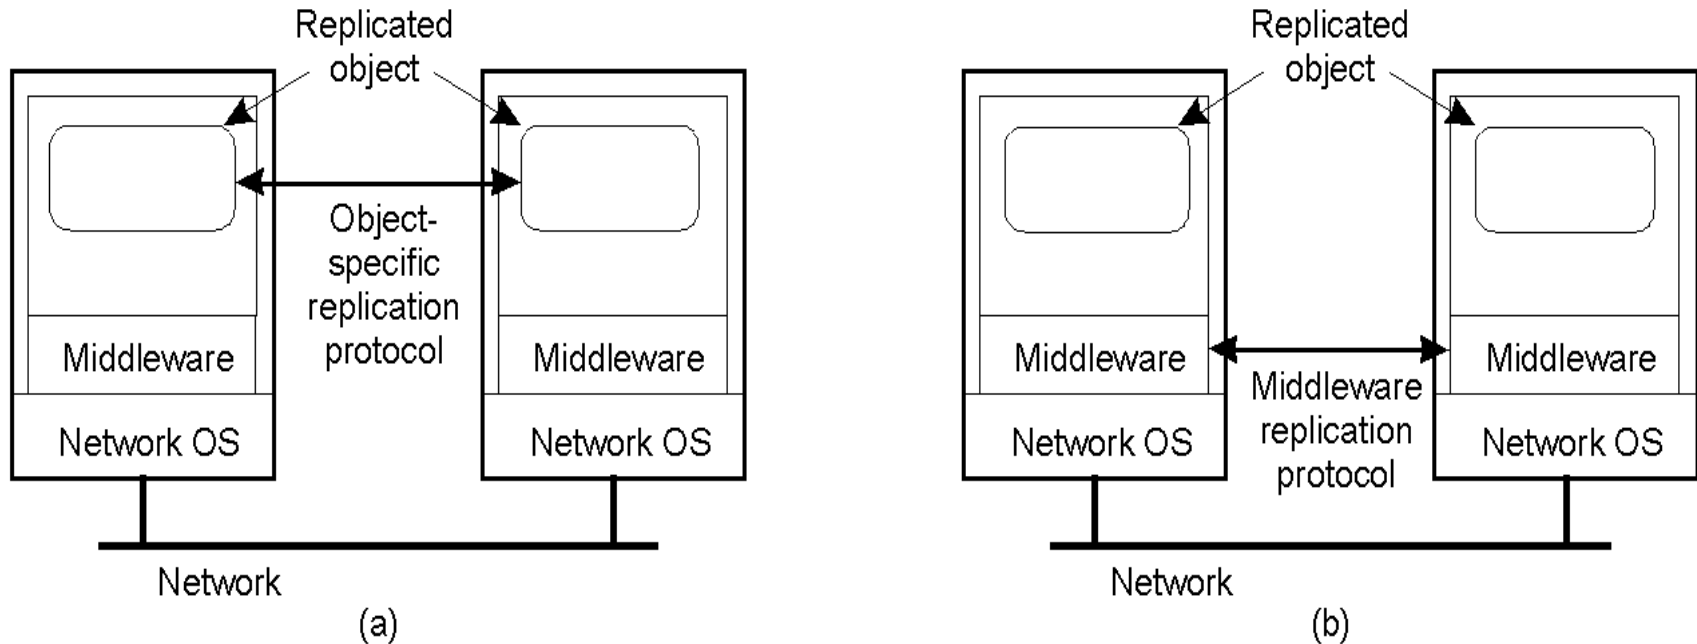 Replicated
object
Object-
specific
replication
protocol
Middleware
Middleware
Network OS
Network OS
Network
(a)
Replicated
object
Middleware
Middleware
Middleware
replication
protocol
Network OS
Network OS
Network
(b)